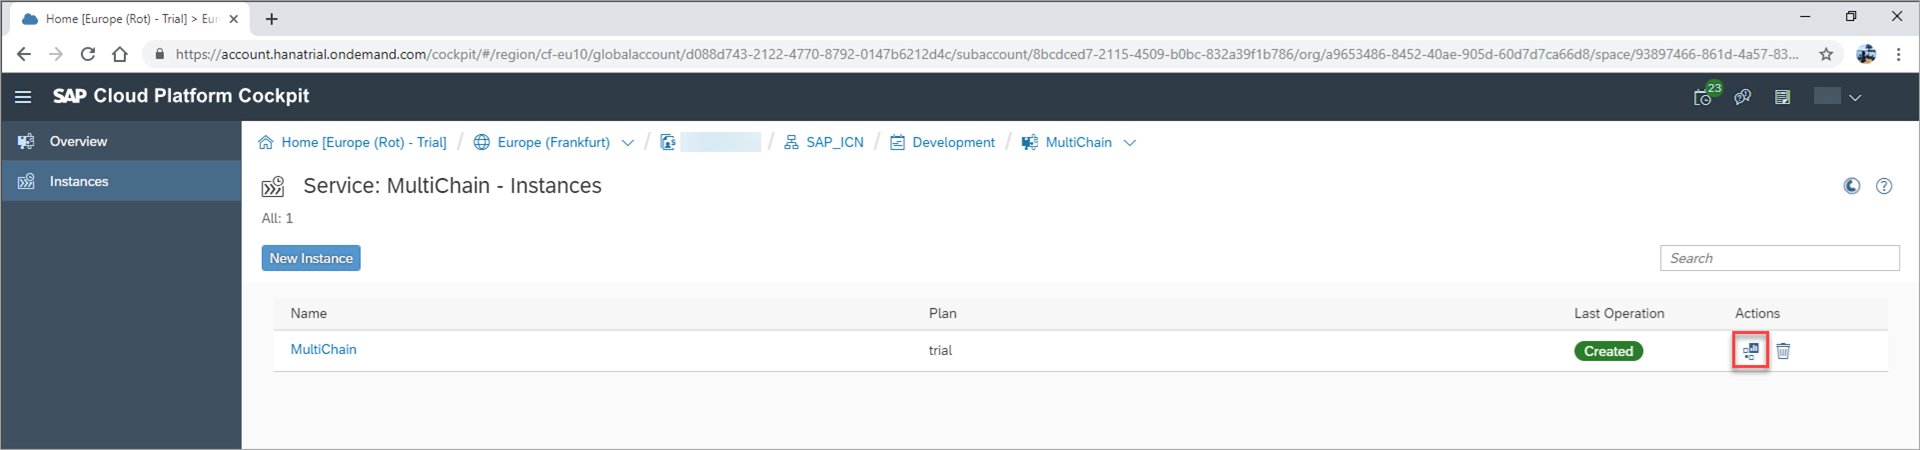 Home [Europe (Rot) - Trial] > Eur
https://account.hanatrial.ondemand.com/cockpit/#/region/cf-eu10/globalaccount/d088d743-2122-4770-8792-0147b6212d4c/subaccount/8bcdced7-2115-4509-b0bc-832a39f1b786/org/a9653486-8452-40ae-905d-60d7d7ca66d8/space/93897466-861d-4a57-83...
SAP Cloud Platform Cockpit
23
Overview
Instances
Home [Europe (Rot) - Trial] / Europe (Frankfurt) / / SAP_ICN / Development / MultiChain
Service: MultiChain - Instances
All: 1
New Instance
Search
Name Plan Last Operation Actions
MultiChain trial Created